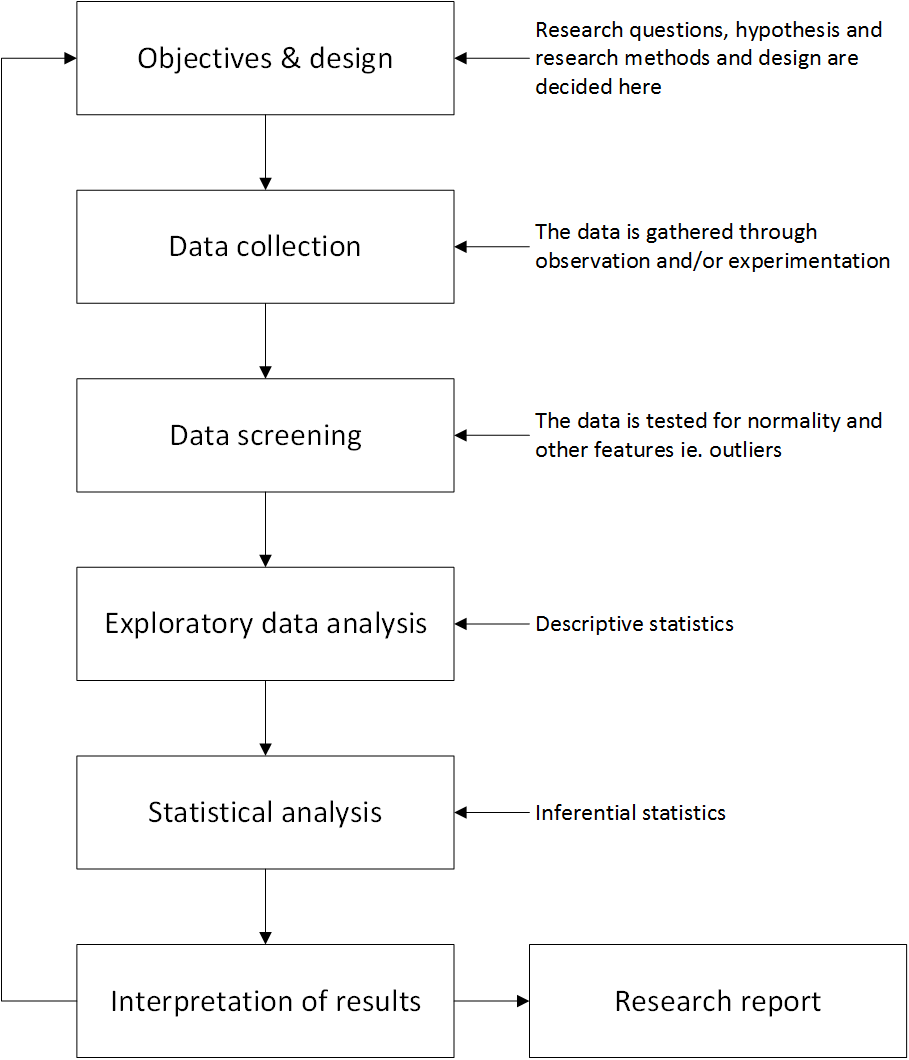 Objectives & design
Research questions, hypothesis and
research methods and design are
decided here
Data collection
The data is gathered through
observation and/or experimentation
Data screening
The data is tested for normality and
other features ie. outliers
Exploratory data analysis
Descriptive statistics
Statistical analysis
Inferential statistics
Interpretation of results
Research report